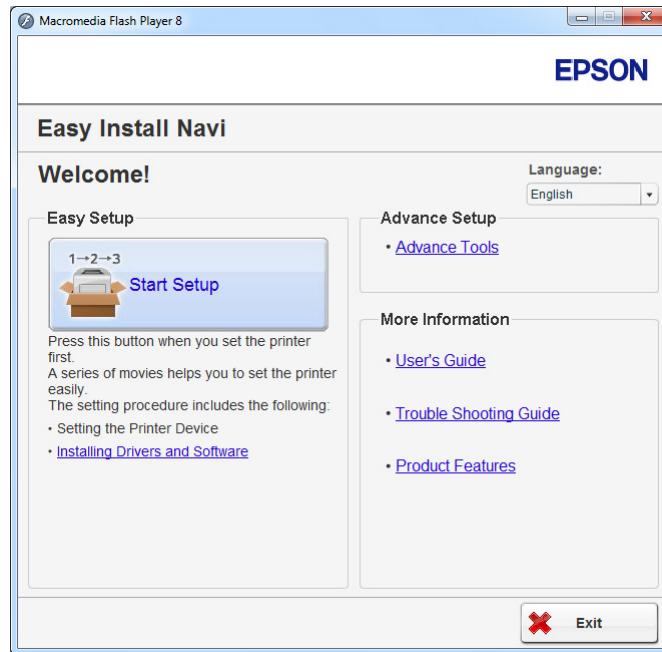 Macromedia Flash Player 8
EPSON
Easy Install Navi
Welcome!
Language:
English
Easy Setup
1→2→3
Start Setup
Press this button when you set the printer
first.
A series of movies helps you to set the printer
easily.
The setting procedure includes the following:
• Setting the Printer Device
• Installing Drivers and Software
Advance Setup
• Advance Tools
More Information
• User's Guide
• Trouble Shooting Guide
• Product Features
Exit